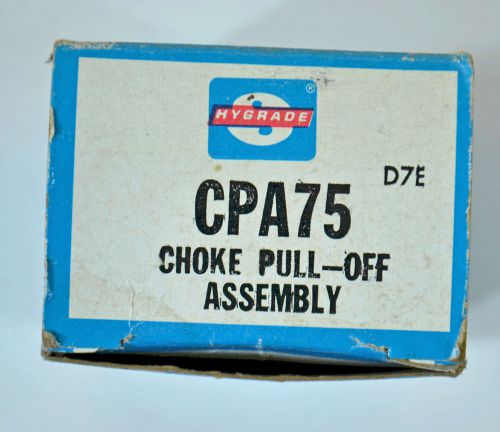 HYGRADE ®
CPA75
D7E
CHOKE PULL-OFF
ASSEMBLY